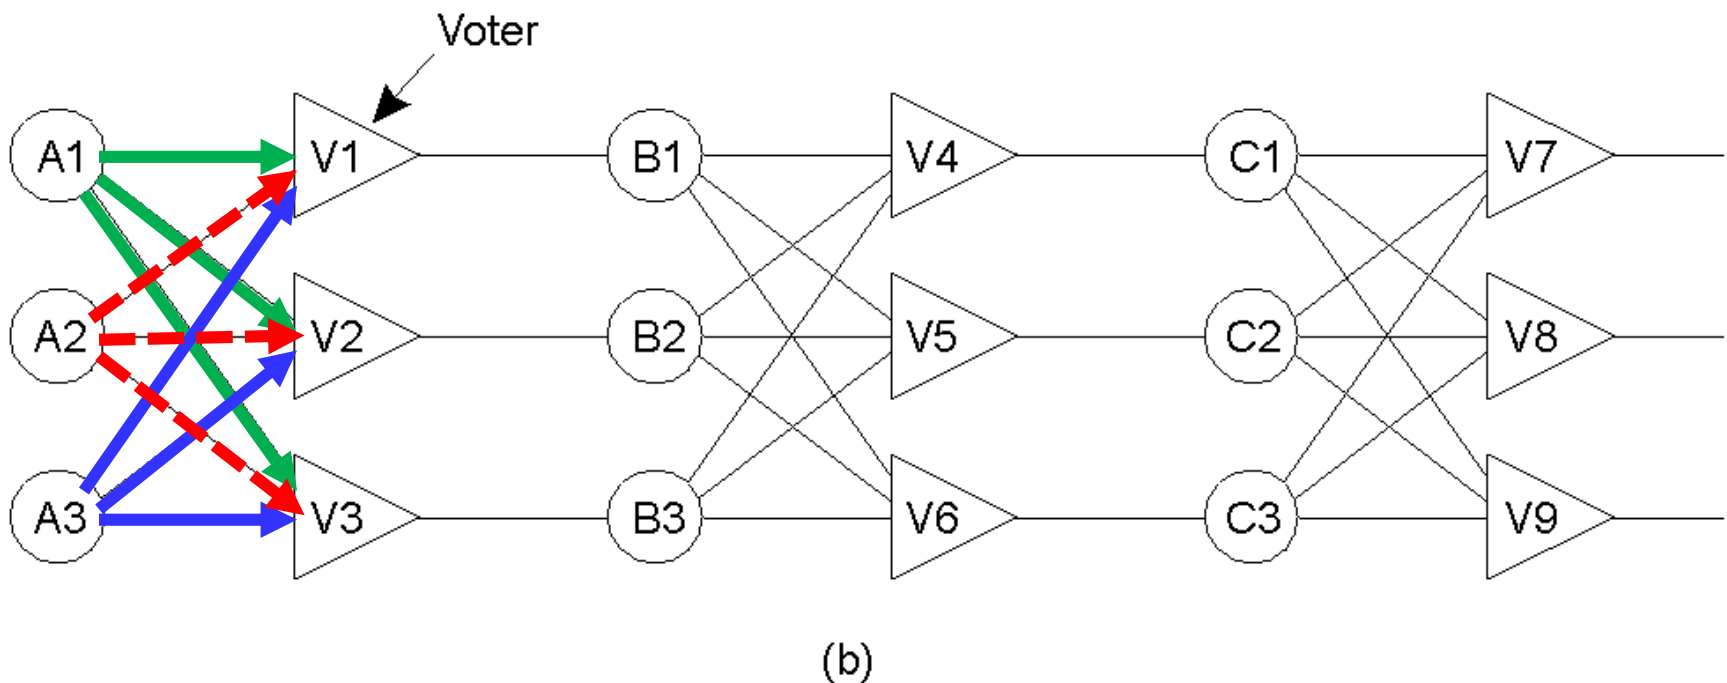 Voter
A1 V1 B1 V4 C1 V7
A2 V2 B2 V5 C2 V8
A3 V3 B3 V6 C3 V9
(b)